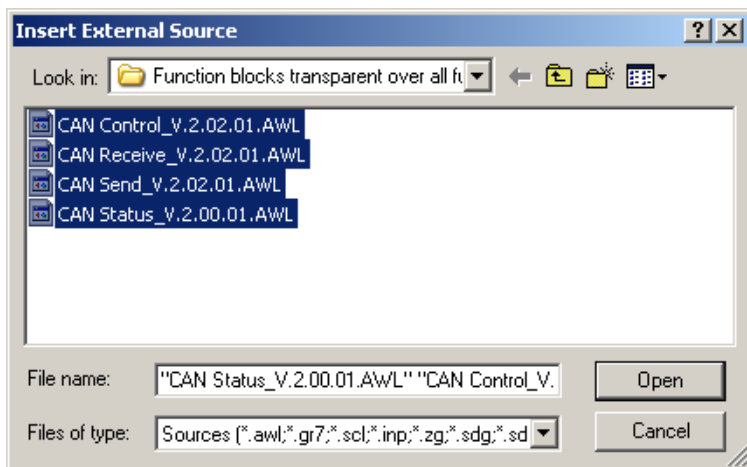 Insert External Source
Look in: Function blocks transparent over all fu
CAN Control_V.2.02.01.AWL
CAN Receive_V.2.02.01.AWL
CAN Send_V.2.02.01.AWL
CAN Status_V.2.00.01.AWL
File name: "CAN Status_V.2.00.01.AWL" "CAN Control_V. Open
Files of type: Sources (*.awl;*.gr7;*.scl;*.inp;*.zg;*.sdg;*.sd Cancel